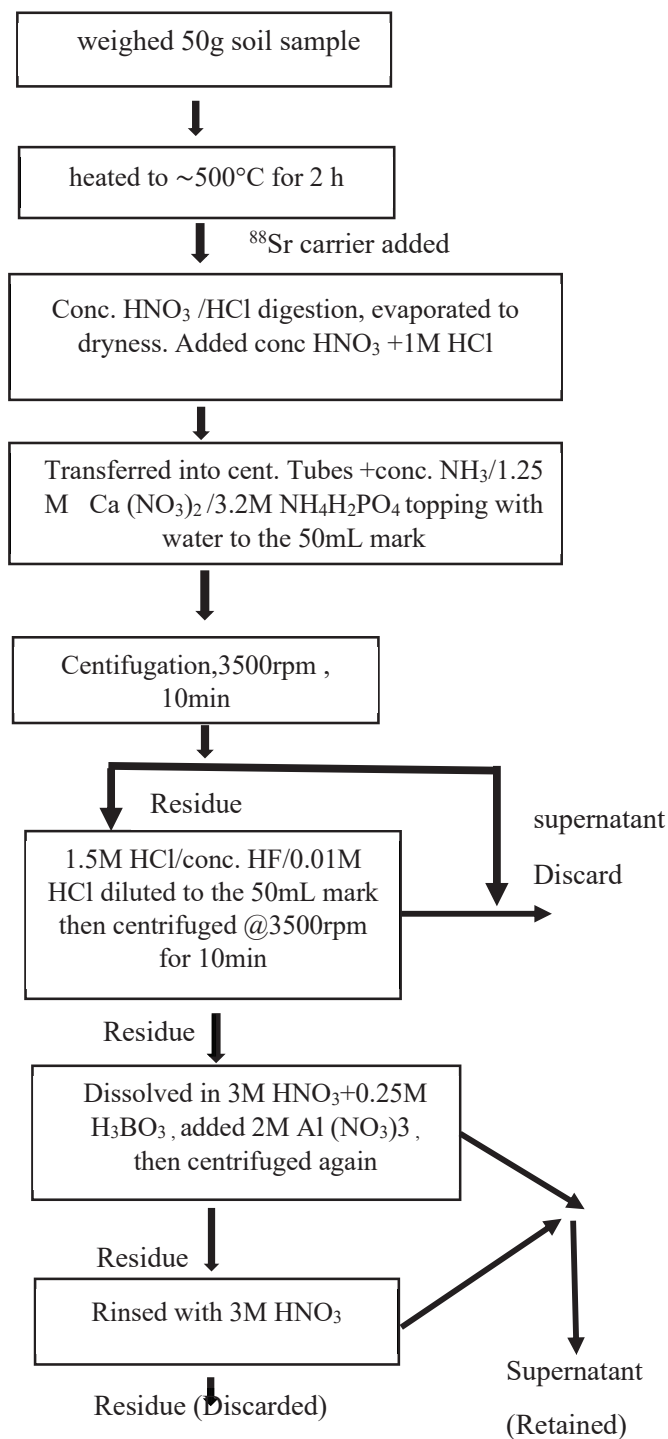 weighed 50g soil sample
heated to ~500°C for 2 h
⁸⁸Sr carrier added
Conc. HNO₃ /HCl digestion, evaporated to
dryness. Added conc HNO₃ +1M HCl
Transferred into cent. Tubes +conc. NH₃/1.25
M Ca (NO₃)₂ /3.2M NH₄H₂PO₄ topping with
water to the 50mL mark
Centifugation,3500rpm ,
10min
Residue
supernatant
Discard
1.5M HCl/conc. HF/0.01M
HCl diluted to the 50mL mark
then centrifuged @3500rpm
for 10min
Residue
Dissolved in 3M HNO₃+0.25M
H₃BO₃ , added 2M Al (NO₃)3 ,
then centrifuged again
Residue
Rinsed with 3M HNO₃
Residue (Discarded)
Supernatant
(Retained)